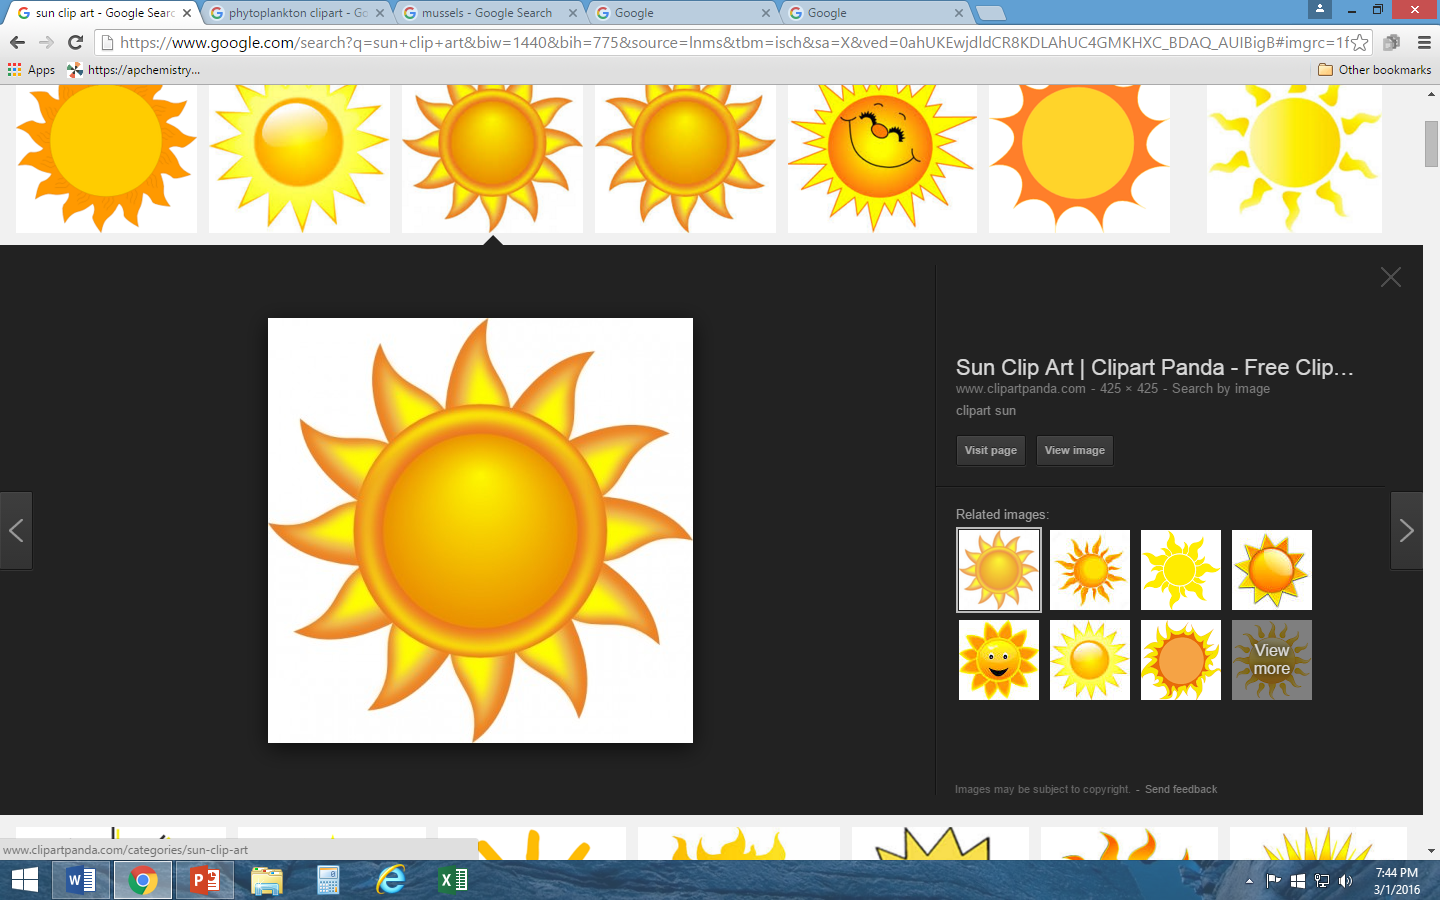 sun clip art - Google Searc
phytoplankton clipart - Go
mussels - Google Search
Google
Google
https://www.google.com/search?q=sun+clip+art&biw=1440&bih=775&source=lnms&tbm=isch&sa=X&ved=0ahUKEwjdldCR8KDLAhUC4GMKHXC_BDAQ_AUIBigB#imgrc=1f
Apps
https://apchemistry...
Other bookmarks
Sun Clip Art | Clipart Panda - Free Clip...
www.clipartpanda.com - 425 × 425 - Search by image
clipart sun
Visit page
View image
Related images:
View
more
Images may be subject to copyright. - Send feedback
www.clipartpanda.com/categories/sun-clip-art
7:44 PM
3/1/2016